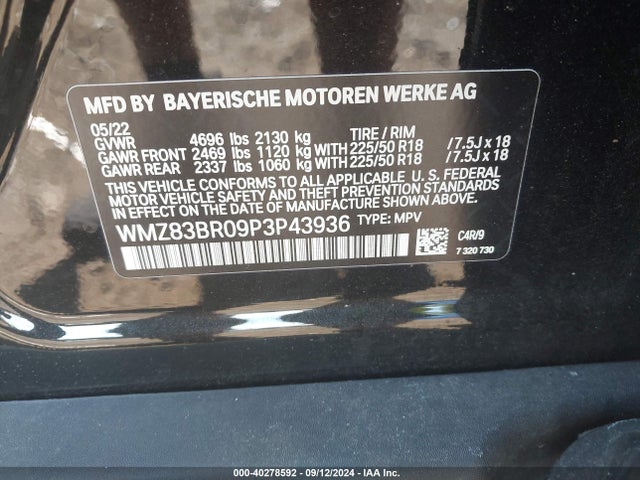 MFD BY BAYERISCHE MOTOREN WERKE AG
05/22
GVWR 4696 lbs 2130 kg TIRE / RIM
GAWR FRONT 2469 lbs 1120 kg WITH 225/50 R18 /7.5J x 18
GAWR REAR 2337 lbs 1060 kg WITH 225/50 R18 /7.5J x 18
THIS VEHICLE CONFORMS TO ALL APPLICABLE U.S. FEDERAL
MOTOR VEHICLE SAFETY AND THEFT PREVENTION STANDARDS
IN EFFECT ON THE DATE OF MANUFACTURE SHOWN ABOVE.
WMZ83BR09P3P43936 TYPE: MPV
C4R/9
7 320 730
000-40278592 - 09/12/2024 - IAA Inc.